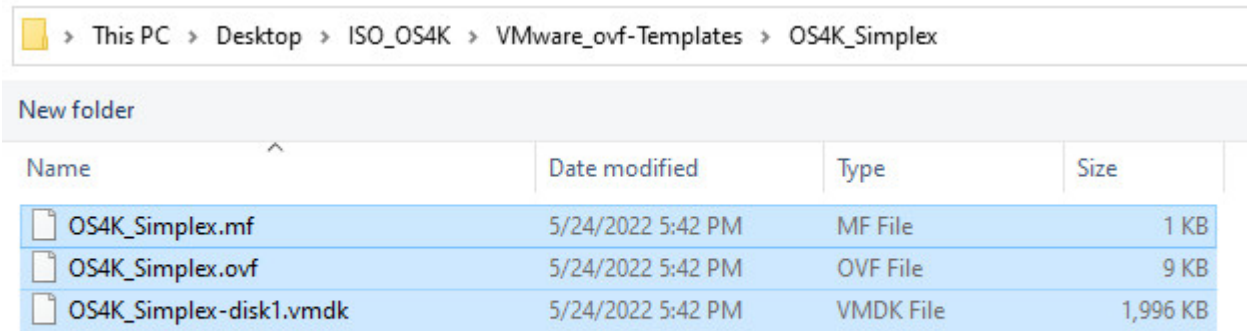 This PC > Desktop > ISO_OS4K > VMware_ovf-Templates > OS4K_Simplex
New folder
Name Date modified Type Size
OS4K_Simplex.mf 5/24/2022 5:42 PM MF File 1 KB
OS4K_Simplex.ovf 5/24/2022 5:42 PM OVF File 9 KB
OS4K_Simplex-disk1.vmdk 5/24/2022 5:42 PM VMDK File 1,996 KB